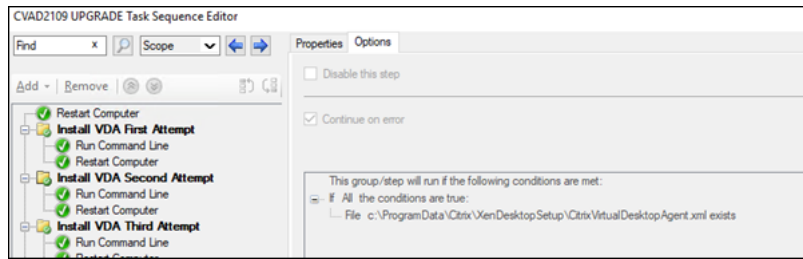 CVAD2109 UPGRADE Task Sequence Editor
Find x Scope
Properties Options
Add Remove
Disable this step
Continue on error
Restart Computer
Install VDA First Attempt
Run Command Line
Restart Computer
Install VDA Second Attempt
Run Command Line
Restart Computer
Install VDA Third Attempt
Run Command Line
Restart Computer
This group/step will run if the following conditions are met:
If All the conditions are true:
File c:\ProgramData\Citrix\XenDesktopSetup\CitrixVirtualDesktopAgent.xml exists